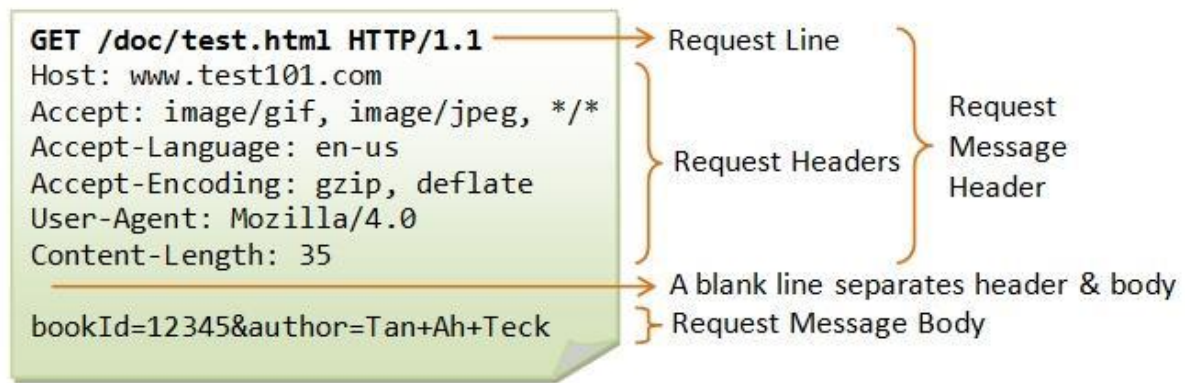 GET /doc/test.html HTTP/1.1
Host: www.test101.com
Accept: image/gif, image/jpeg, */*
Accept-Language: en-us
Accept-Encoding: gzip, deflate
User-Agent: Mozilla/4.0
Content-Length: 35
bookId=12345&author=Tan+Ah+Teck
Request Line
Request Headers
A blank line separates header & body
Request Message Body
Request
Message
Header